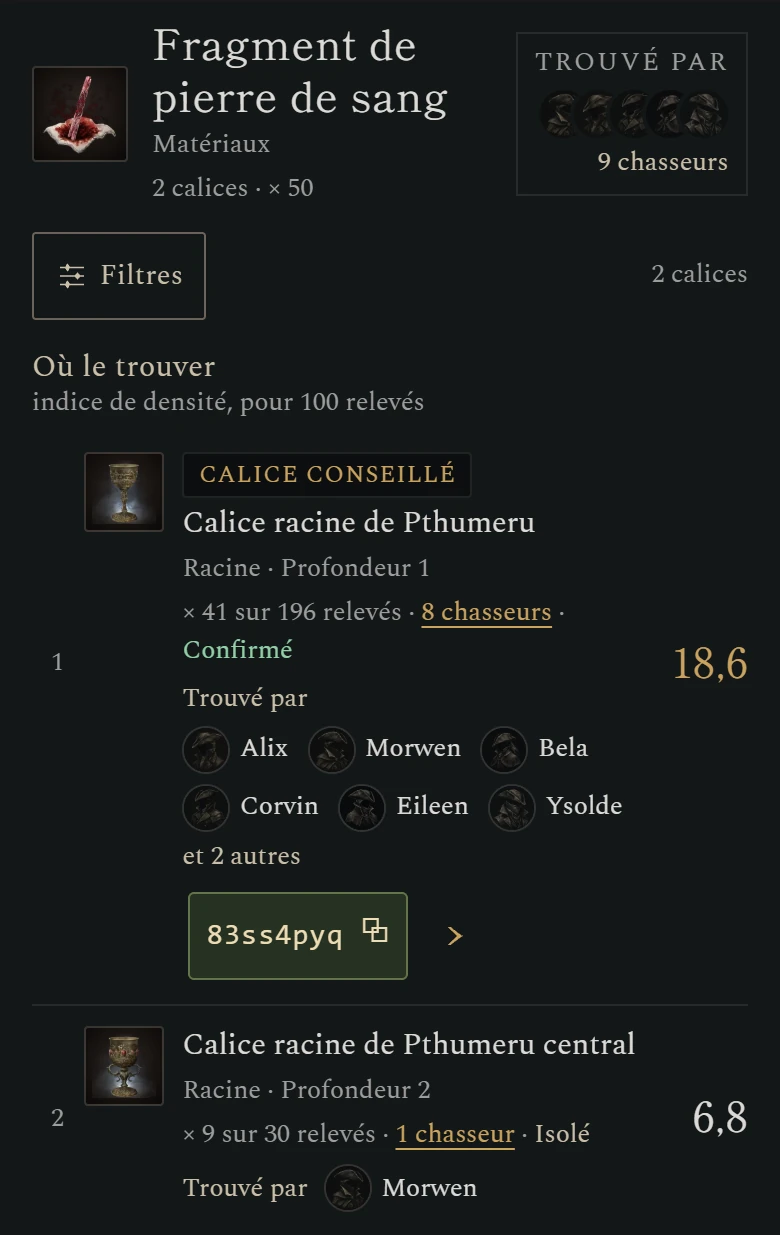 Fragment de
pierre de sang
Matériaux
2 calices · × 50
TROUVÉ PAR
9 chasseurs
Filtres
2 calices
Où le trouver
indice de densité, pour 100 relevés
1
CALICE CONSEILLÉ
Calice racine de Pthumeru
Racine · Profondeur 1
× 41 sur 196 relevés · 8 chasseurs ·
Confirmé
18,6
Trouvé par
Alix Morwen Bela
Corvin Eileen Ysolde
et 2 autres
83ss4pyq
2
Calice racine de Pthumeru central
Racine · Profondeur 2
× 9 sur 30 relevés · 1 chasseur · Isolé
6,8
Trouvé par Morwen